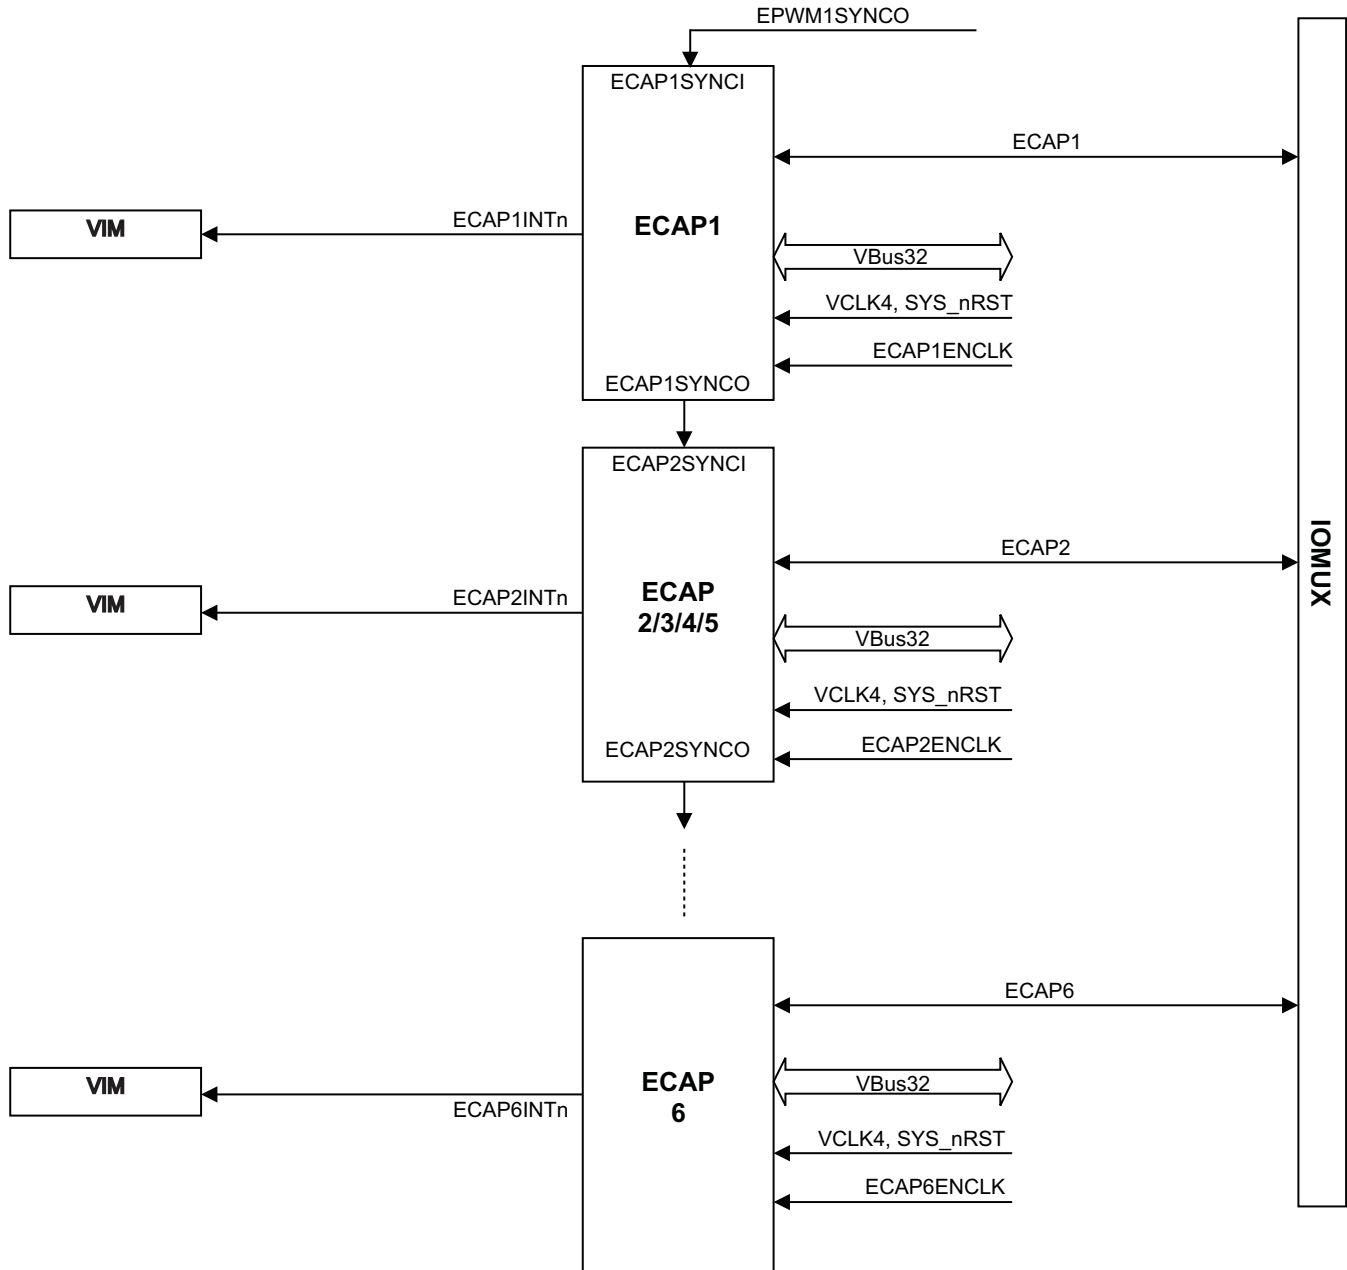 EPWM1SYNCO
ECAP1SYNCI
ECAP1
VIM
ECAP1INTn
ECAP1
VBus32
VCLK4, SYS_nRST
ECAP1ENCLK
ECAP1SYNCO
ECAP2SYNCI
ECAP2
IOMUX
VIM
ECAP2INTn
ECAP
2/3/4/5
VBus32
VCLK4, SYS_nRST
ECAP2SYNCO
ECAP2ENCLK
ECAP6
VIM
ECAP6INTn
ECAP
6
VBus32
VCLK4, SYS_nRST
ECAP6ENCLK